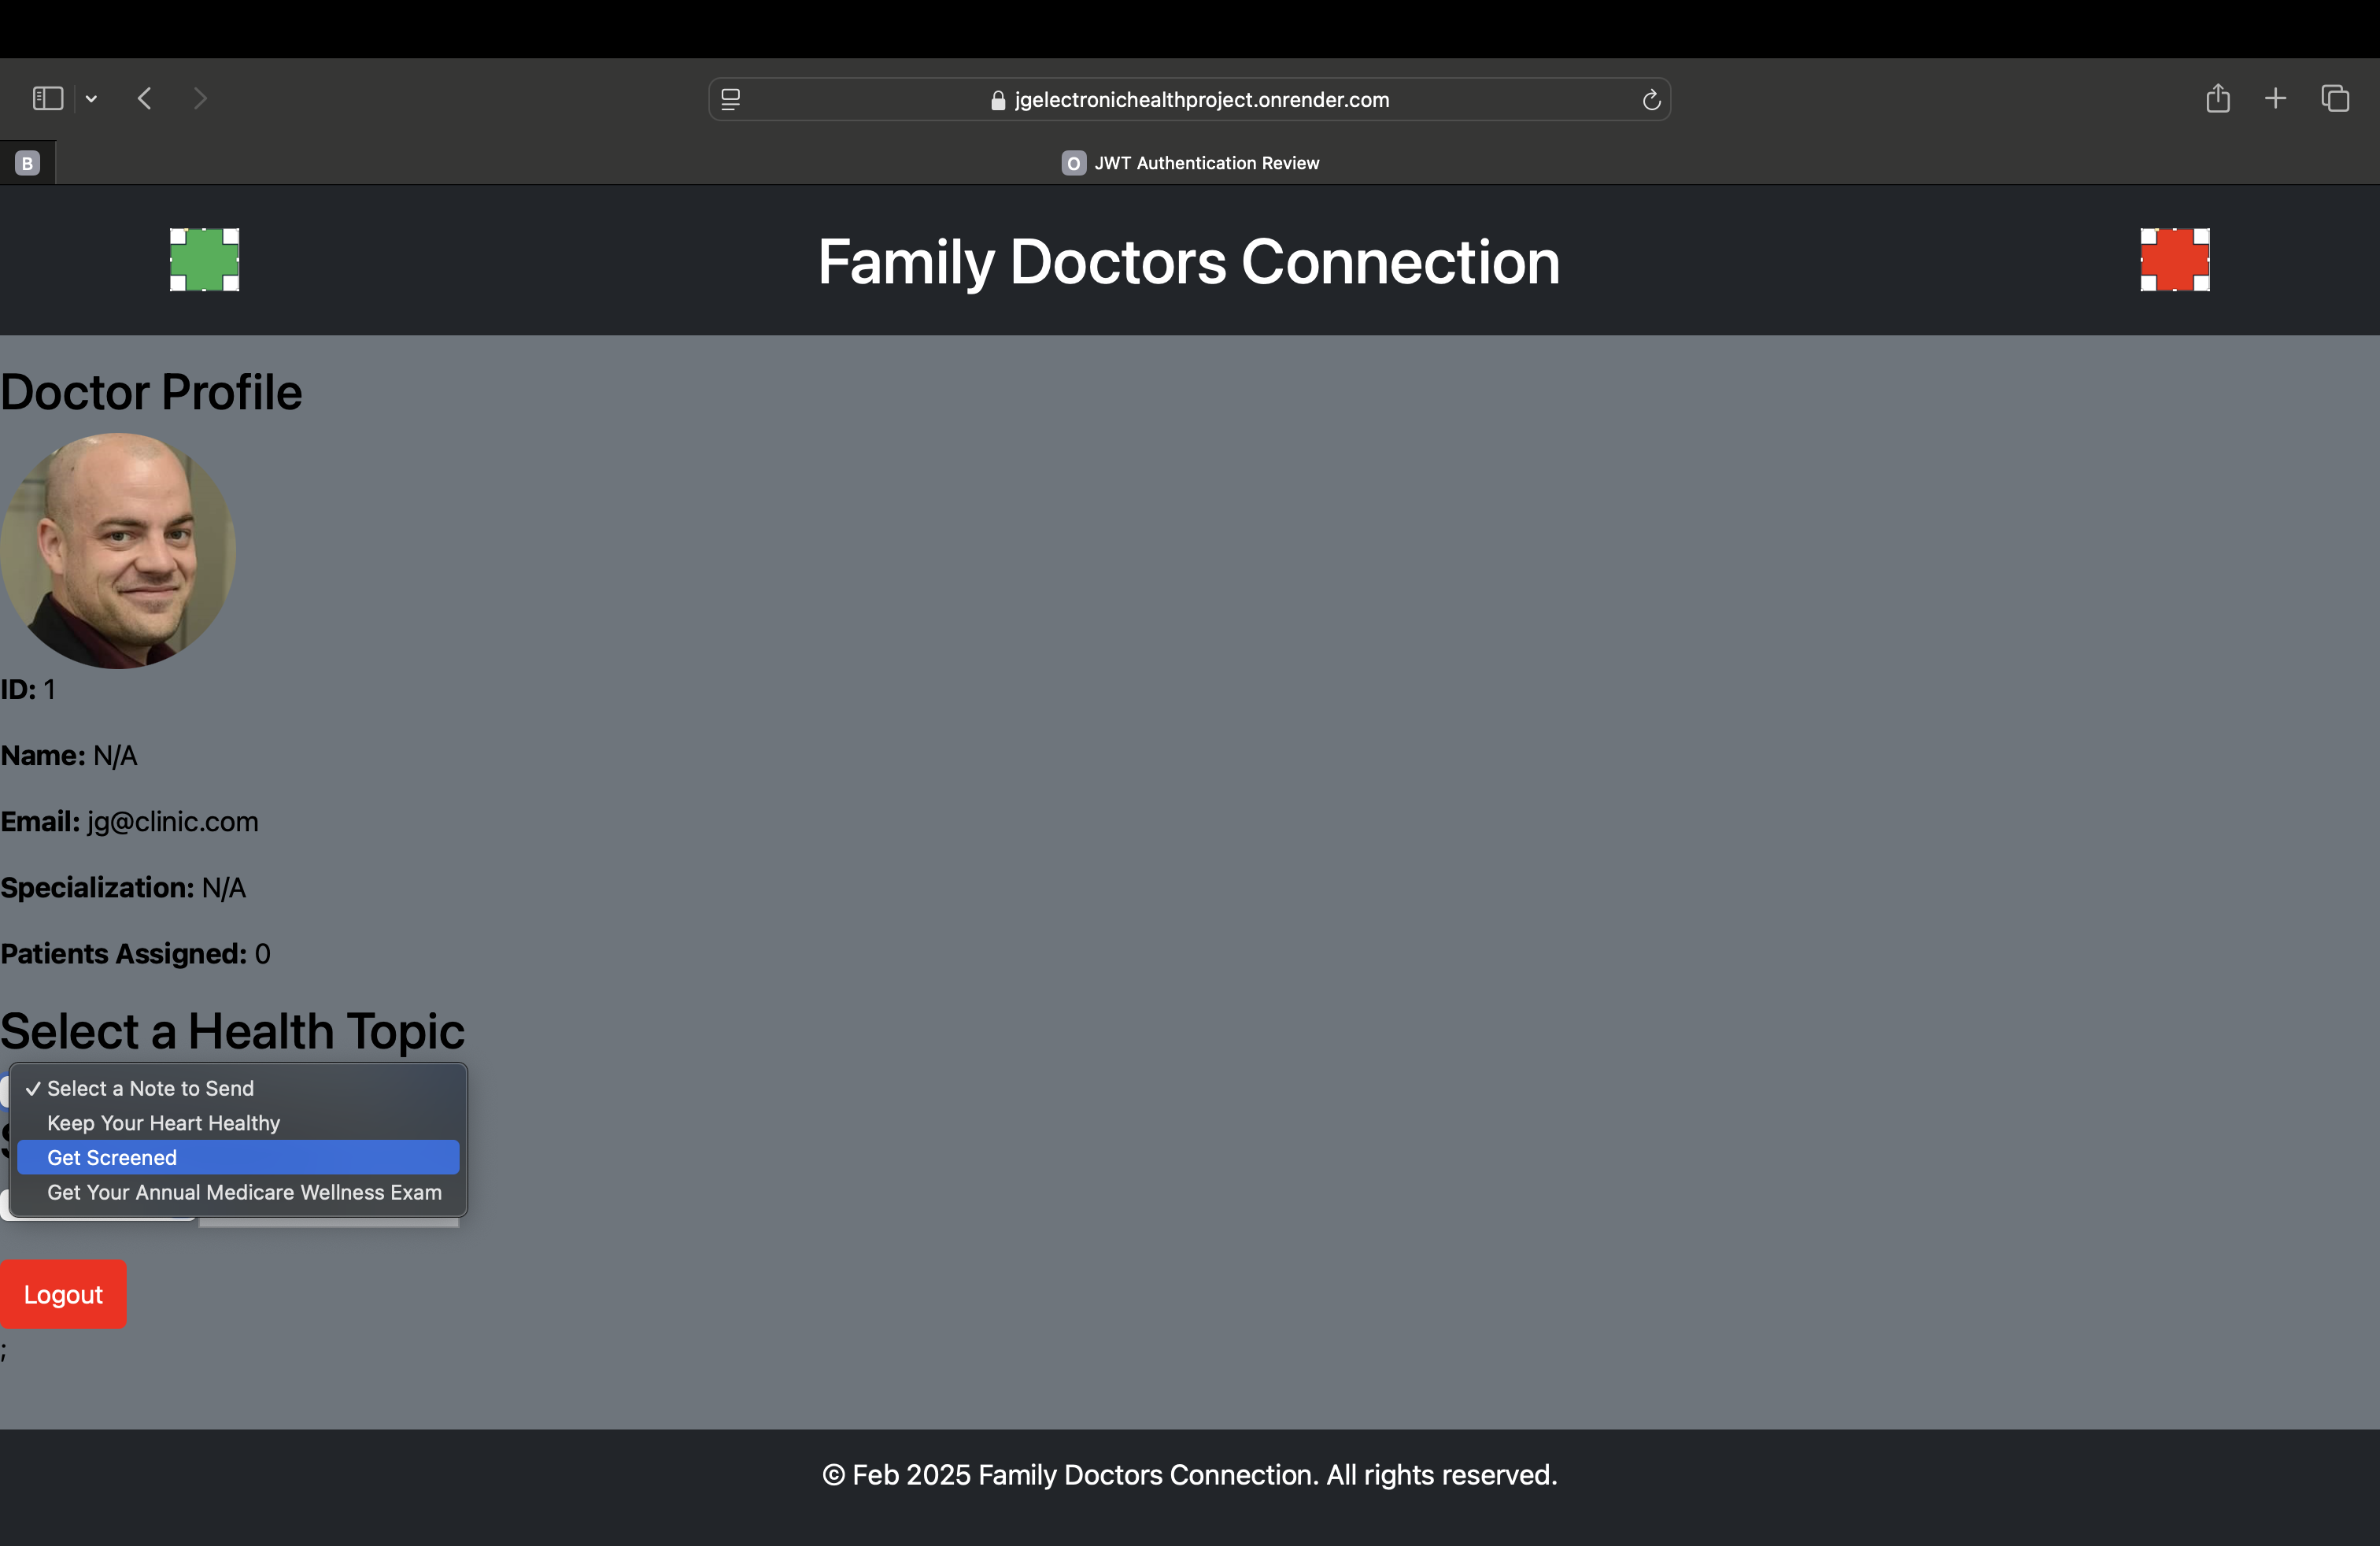 jgelectronichealthproject.onrender.com
B
O JWT Authentication Review
Family Doctors Connection
Doctor Profile
ID: 1
Name: N/A
Email: jg@clinic.com
Specialization: N/A
Patients Assigned: 0
Select a Health Topic
✓ Select a Note to Send
Keep Your Heart Healthy
Get Screened
Get Your Annual Medicare Wellness Exam
Logout
;
© Feb 2025 Family Doctors Connection. All rights reserved.